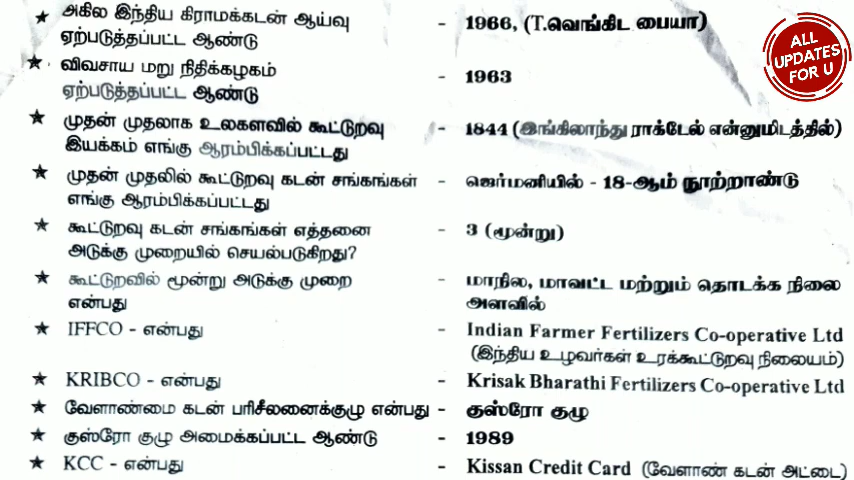 ★ அகில இந்திய கிராமக்கடன் ஆய்வு - 1966, (T.வெங்கிட பையா)
ஏற்படுத்தப்பட்ட ஆண்டு
★ விவசாய மறு நிதிக்கழகம் - 1963
ஏற்படுத்தப்பட்ட ஆண்டு
★ முதன் முதலாக உலகளவில் கூட்டுறவு - 1844 (இங்கிலாந்து ராக்டேல் என்னுமிடத்தில்)
இயக்கம் எங்கு ஆரம்பிக்கப்பட்டது
★ முதன் முதலில் கூட்டுறவு கடன் சங்கங்கள் - ஜெர்மனியில் - 18-ஆம் நூற்றாண்டு
எங்கு ஆரம்பிக்கப்பட்டது
★ கூட்டுறவு கடன் சங்கங்கள் எத்தனை - 3 (மூன்று)
அடுக்கு முறையில் செயல்படுகிறது?
★ கூட்டுறவில் மூன்று அடுக்கு முறை - மாநில, மாவட்ட மற்றும் தொடக்க நிலை
என்பது அளவில்
★ IFFCO - என்பது - Indian Farmer Fertilizers Co-operative Ltd
(இந்திய உழவர்கள் உரக்கூட்டுறவு நிலையம்)
★ KRIBCO - என்பது - Krisak Bharathi Fertilizers Co-operative Ltd
★ வேளாண்மை கடன் பரிசீலனைக்குழு என்பது - குஸ்ரோ குழு
★ குஸ்ரோ குழு அமைக்கப்பட்ட ஆண்டு - 1989
★ KCC - என்பது - Kissan Credit Card (வேளாண் கடன் அட்டை)
ALL
UPDATES
FOR U